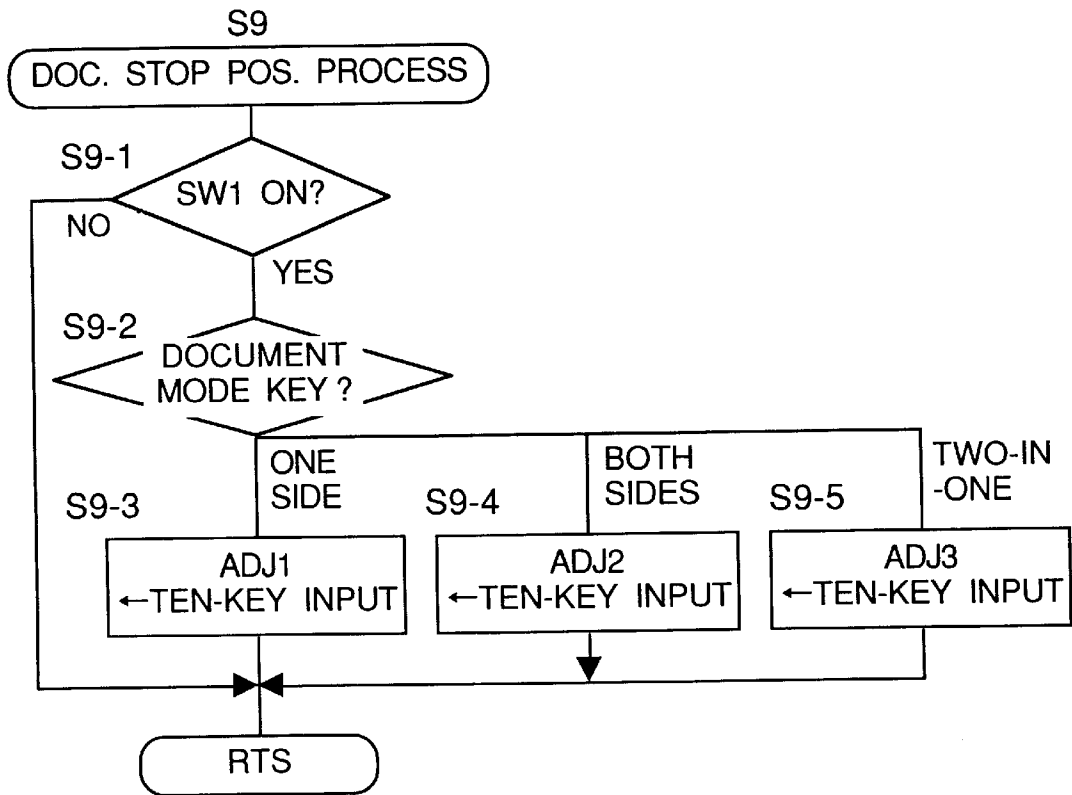 S9
DOC. STOP POS. PROCESS
S9-1
SW1 ON?
NO
YES
S9-2
DOCUMENT
MODE KEY?
ONE
SIDE
BOTH
SIDES
TWO-IN
-ONE
S9-3
S9-4
S9-5
ADJ1
←TEN-KEY INPUT
ADJ2
←TEN-KEY INPUT
ADJ3
←TEN-KEY INPUT
RTS